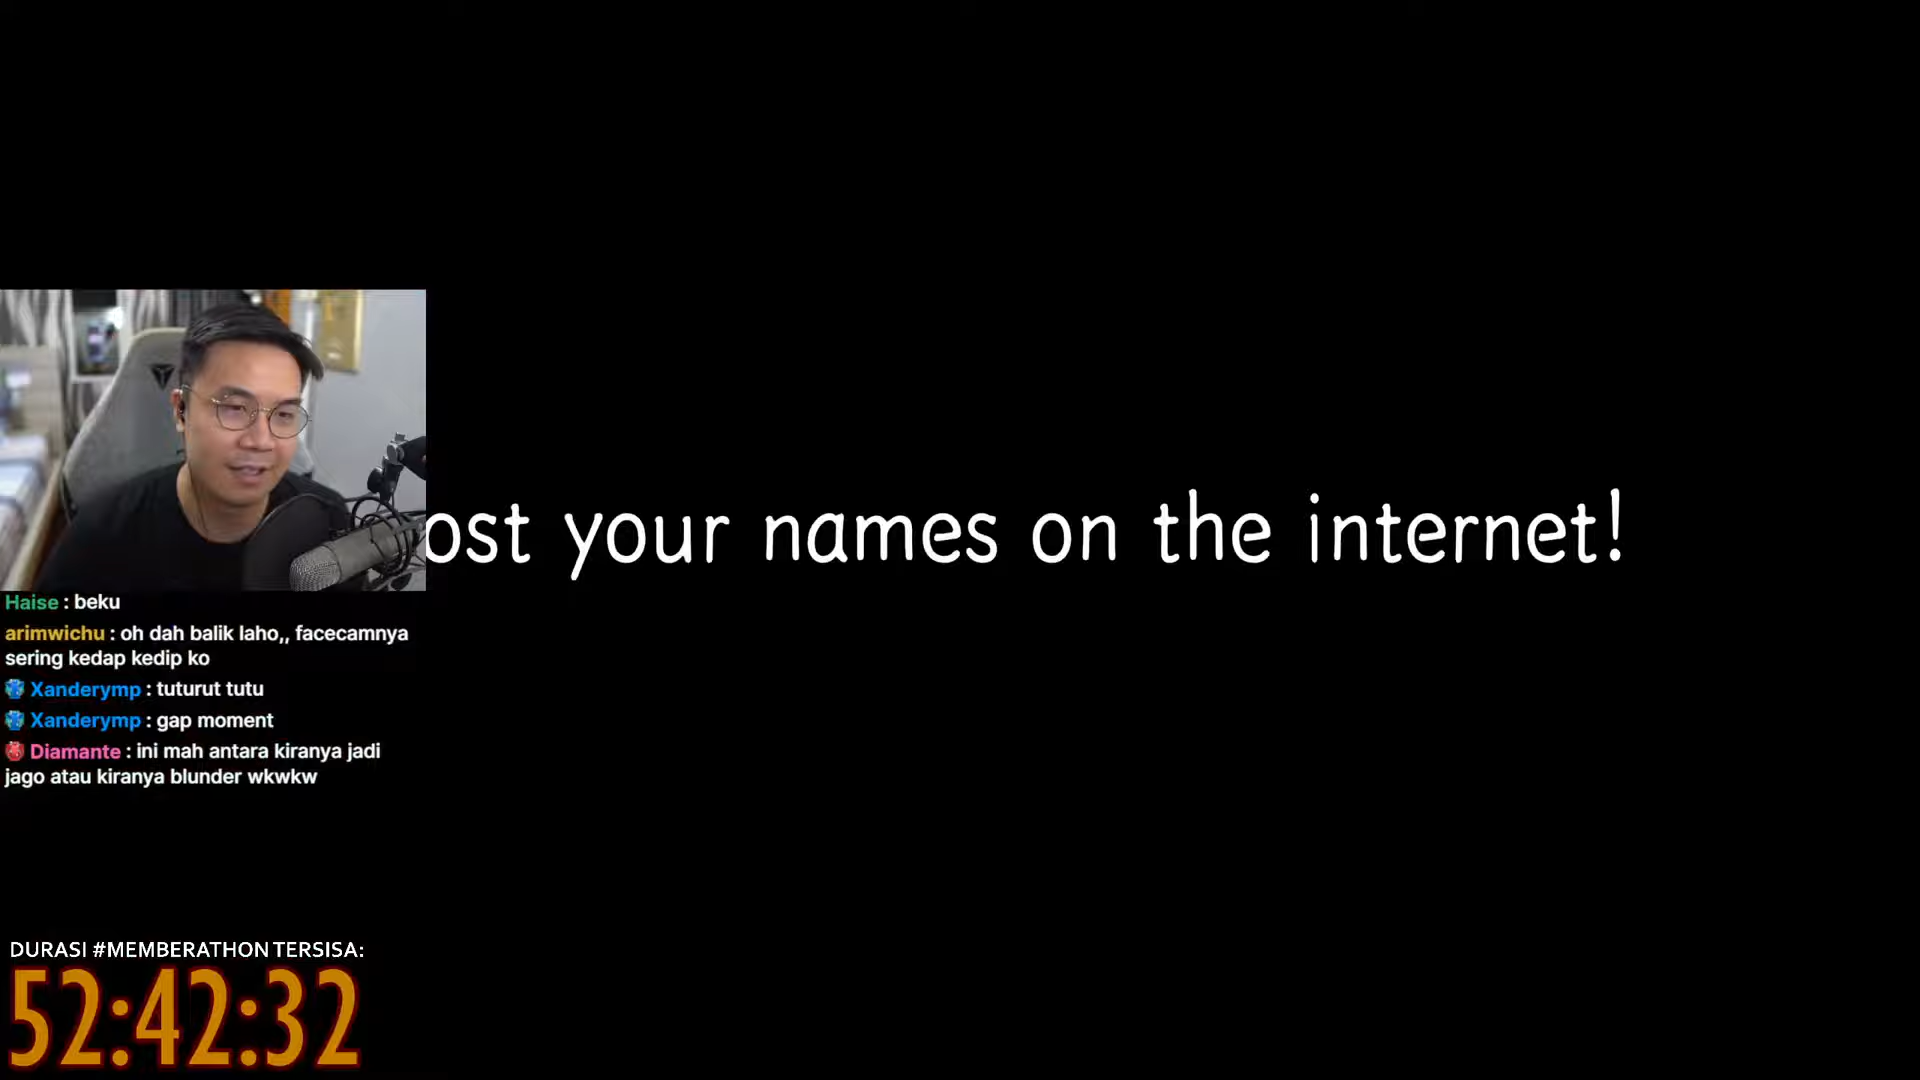 ost your names on the internet!
Haise : beku
arimwichu : oh dah balik laho,, facecamnya
sering kedap kedip ko
Xanderymp : tuturut tutu
Xanderymp : gap moment
Diamante : ini mah antara kiranya jadi
jago atau kiranya blunder wkwkw
DURASI #MEMBERATHON TERSISA:
52:42:32